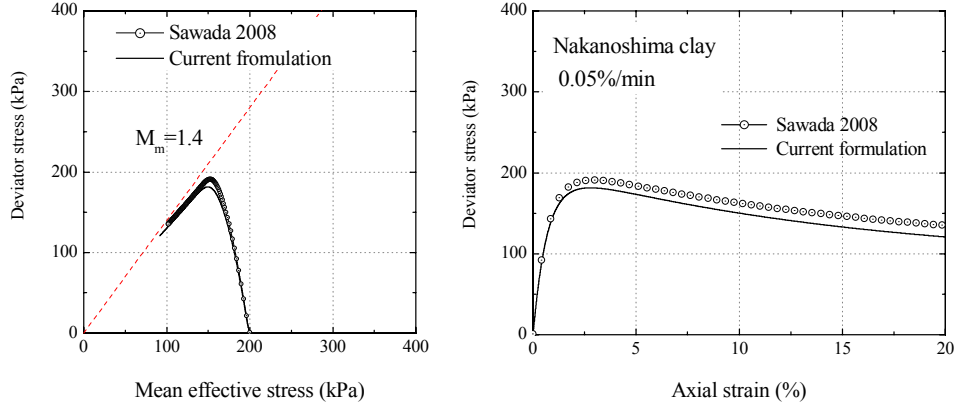 400
300
200
100
0
Deviator stress (kPa)
Sawada 2008
Current fromulation
Mm=1.4
0
100
200
300
400
Mean effective stress (kPa)
400
300
200
100
0
Deviator stress (kPa)
Nakanoshima clay
0.05%/min
Sawada 2008
Current formulation
0
5
10
15
20
Axial strain (%)